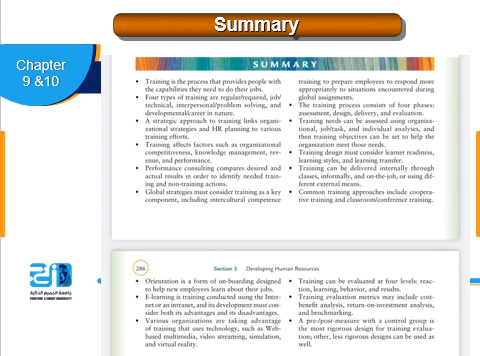 Summary
Chapter
9 &10
SUMMARY
• Training is the process that provides people with
the capabilities they need to do their jobs.
• Four types of training are regular/required, job/
technical, interpersonal/problem solving, and
developmental/career in nature.
• A strategic approach to training links organi-
zational strategies and HR planning to various
training efforts.
• Training affects factors such as organizational
competitiveness, knowledge management, rev-
enue, and performance.
• Performance consulting compares desired and
actual results in order to identify needed train-
ing and non-training actions.
• Global strategies must consider training as a key
component, including intercultural competence
training to prepare employees to respond more
appropriately to situations encountered during
global assignments.
• The training process consists of four phases:
assessment, design, delivery, and evaluation.
• Training needs can be assessed using organiza-
tional, job/task, and individual analyses, and
then training objectives can be set to help the
organization meet those needs.
• Training design must consider learner readiness,
learning styles, and learning transfer.
• Training can be delivered internally through
classes, informally, and on-the-job, or using dif-
ferent external means.
• Common training approaches include coopera-
tive training and classroom/conference training.
286 Section 3 Developing Human Resources
• Orientation is a form of on-boarding designed
to help new employees learn about their jobs.
• E-learning is training conducted using the Inter-
net or an intranet, and its development must con-
sider both its advantages and its disadvantages.
• Various organizations are taking advantage
of training that uses technology, such as Web-
based multimedia, video streaming, simulation,
and virtual reality.
• Training can be evaluated at four levels: reac-
tion, learning, behavior, and results.
• Training evaluation metrics may include cost-
benefit analysis, return-on-investment analysis,
and benchmarking.
• A pre-/post-measure with a control group is
the most rigorous design for training evalua-
tion; other, less rigorous designs can be used as
well.